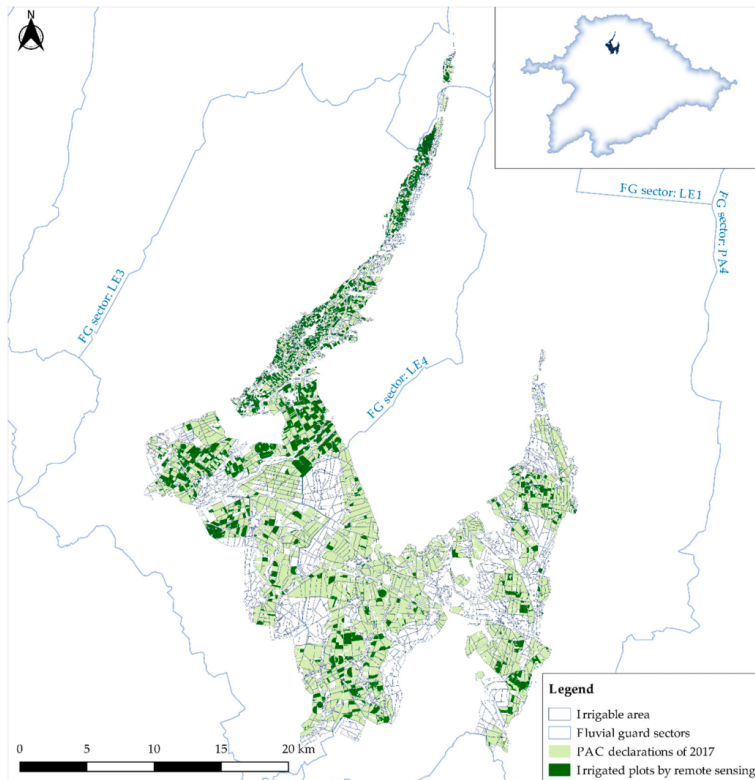 N
FG sector: LE1
FG sector: PA4
FG sector: LE3
FG sector: LE4
Legend
Irrigable area
Fluvial guard sectors
PAC declarations of 2017
Irrigated plots by remote sensing
0 5 10 15 20 km